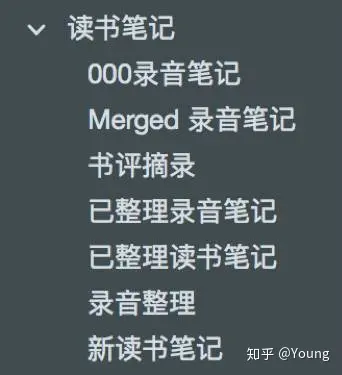 读书笔记
000录音笔记
Merged 录音笔记
书评摘录
已整理录音笔记
已整理读书笔记
录音整理
新读书笔记
知乎 @Young